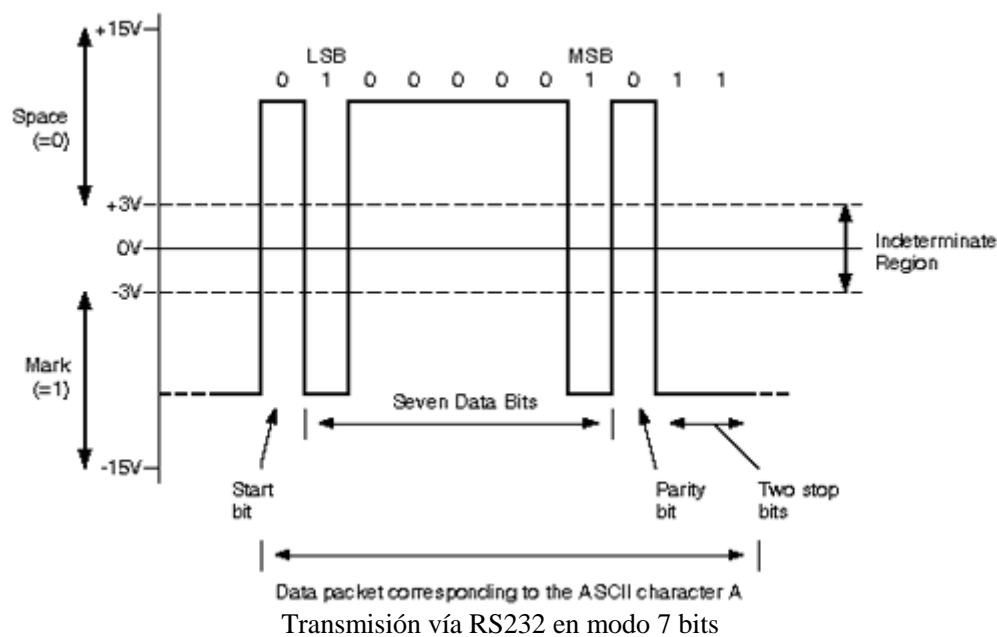 +15V
LSB MSB
0 1 0 0 0 0 0 1 0 1 1
Space
(=0)
+3V
0V
Indeterminate
Region
-3V
Mark
(=1)
Seven Data Bits
-15V
Start
bit
Parity
bit
Two stop
bits
Data packet corresponding to the ASCII character A
Transmisión vía RS232 en modo 7 bits